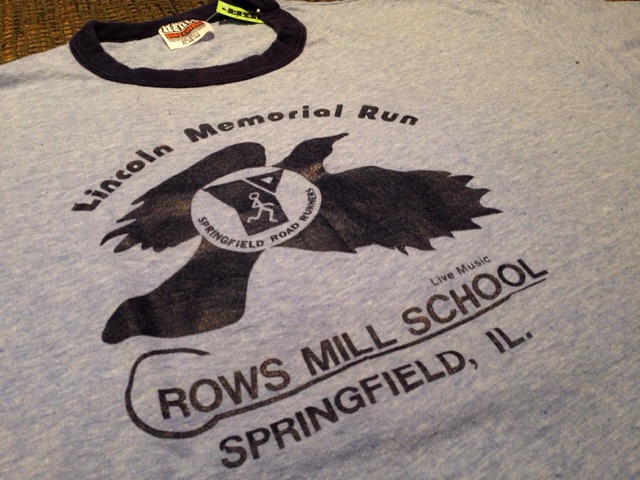 Lincoln Memorial Run
SPRINGFIELD ROAD RUNNERS
Live Music
ROWS MILL SCHOOL
SPRINGFIELD, IL.